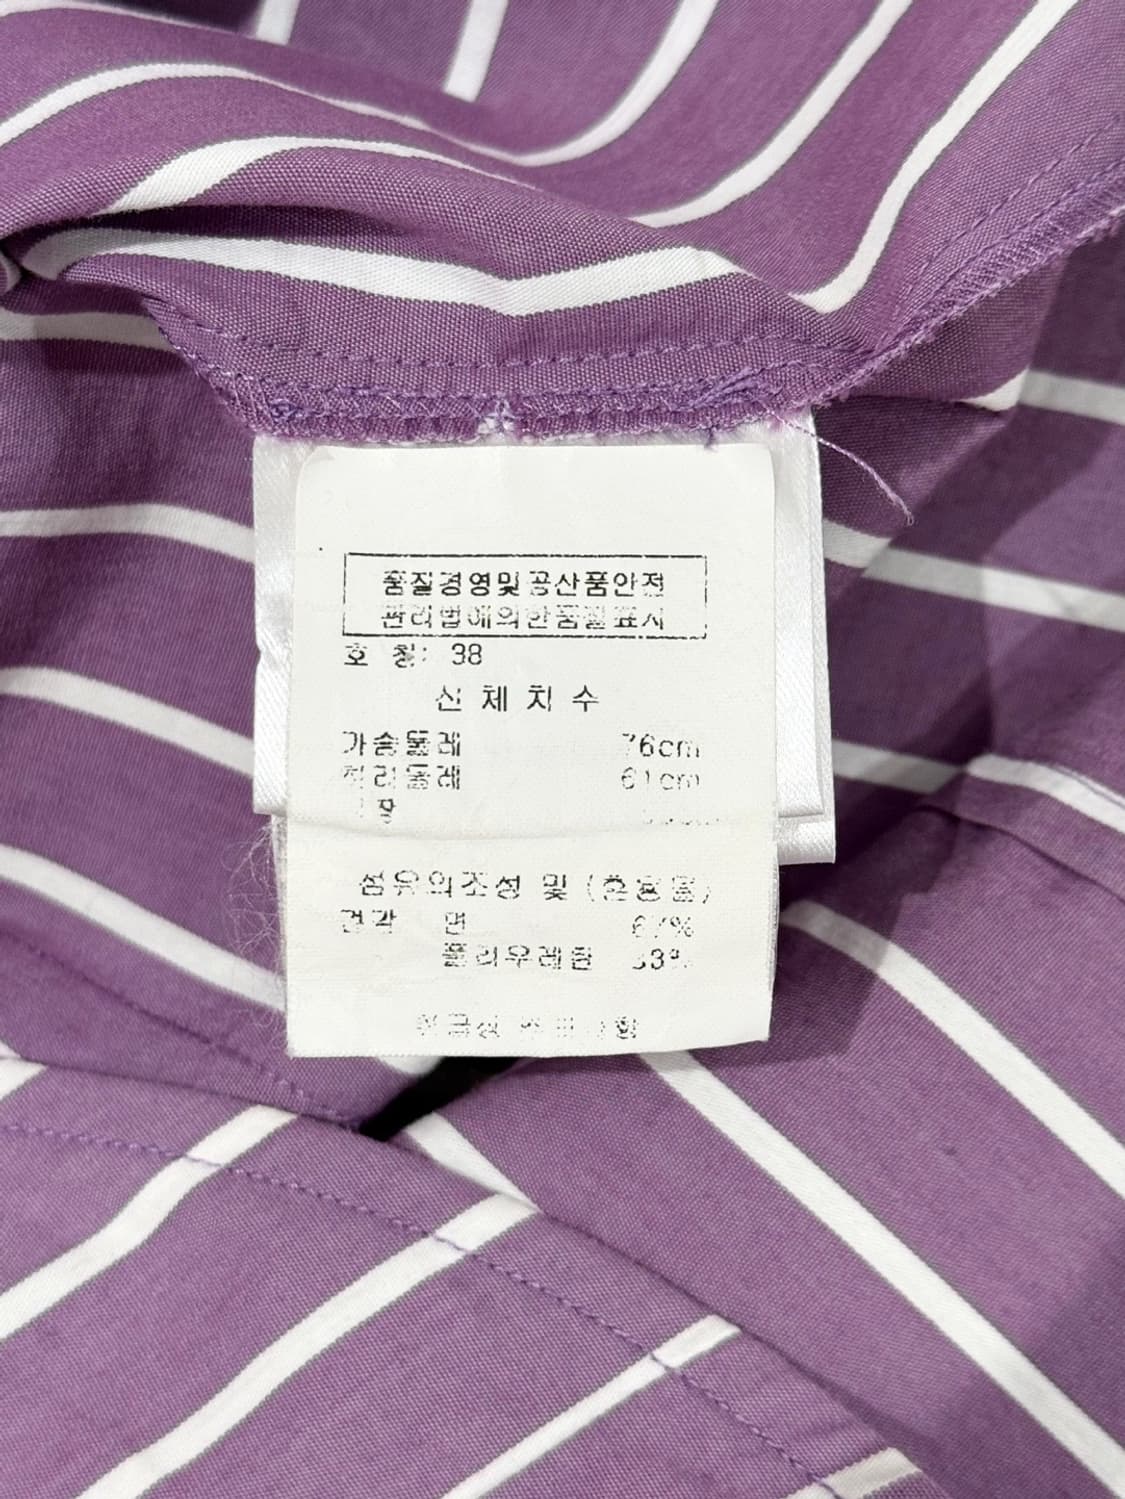 품질경영및공산품안전
관리법에의한품질표시
호 칭: 38
신 체 치 수
가슴둘레 76cm
허리둘레 61cm
섬유의조성 및 (혼용률)
겉감 면 67%
폴리우레탄 33%